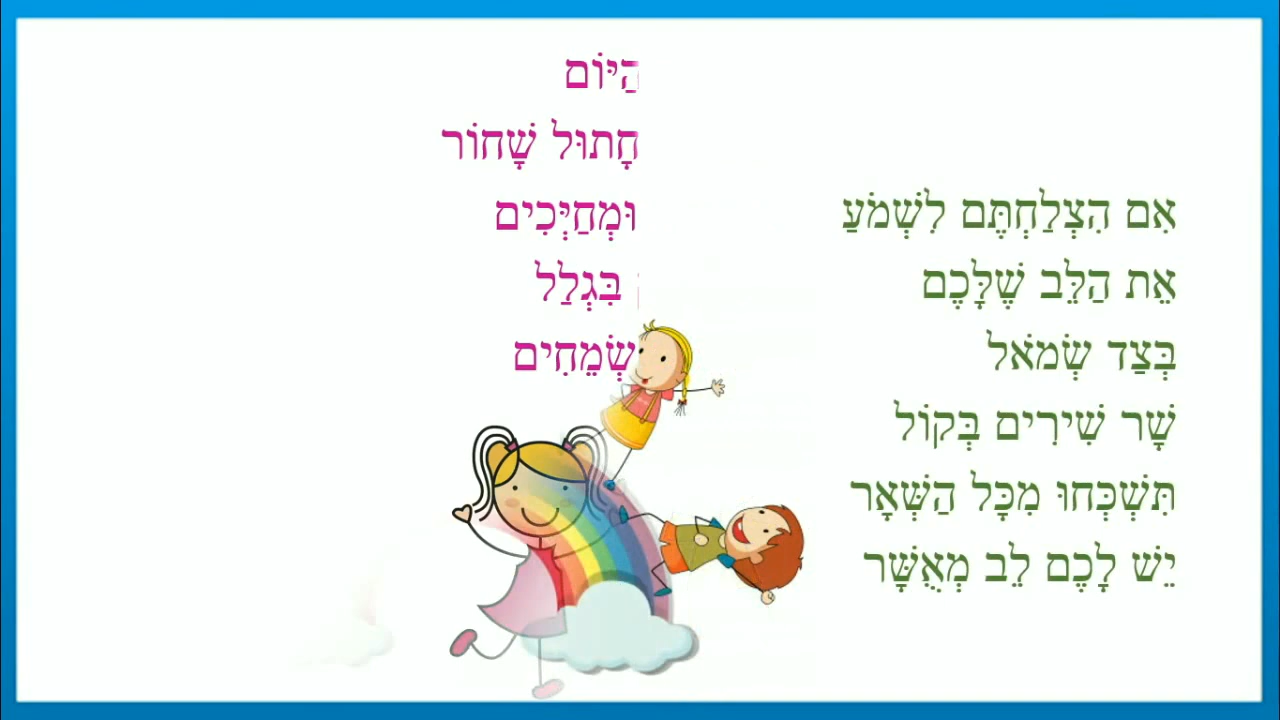 אִם הִצְלַחְתֶּם לִשְׁמֹעַ
אֵת הַלֵּב שֶׁלָּכֶם
בְּצַד שְׂמֹאל
שָׁר שִׁירִים בְּקוֹל
תִּשְׁכְּחוּ מִכָּל הַשְּׁאָר
יֵשׁ לָכֶם לֵב מְאֻשָּׁר
הַיּוֹם
חָתוּל שָׁחוֹר
וּמְחַיְּכִים
בִּגְלַל
שְׂמֵחִים